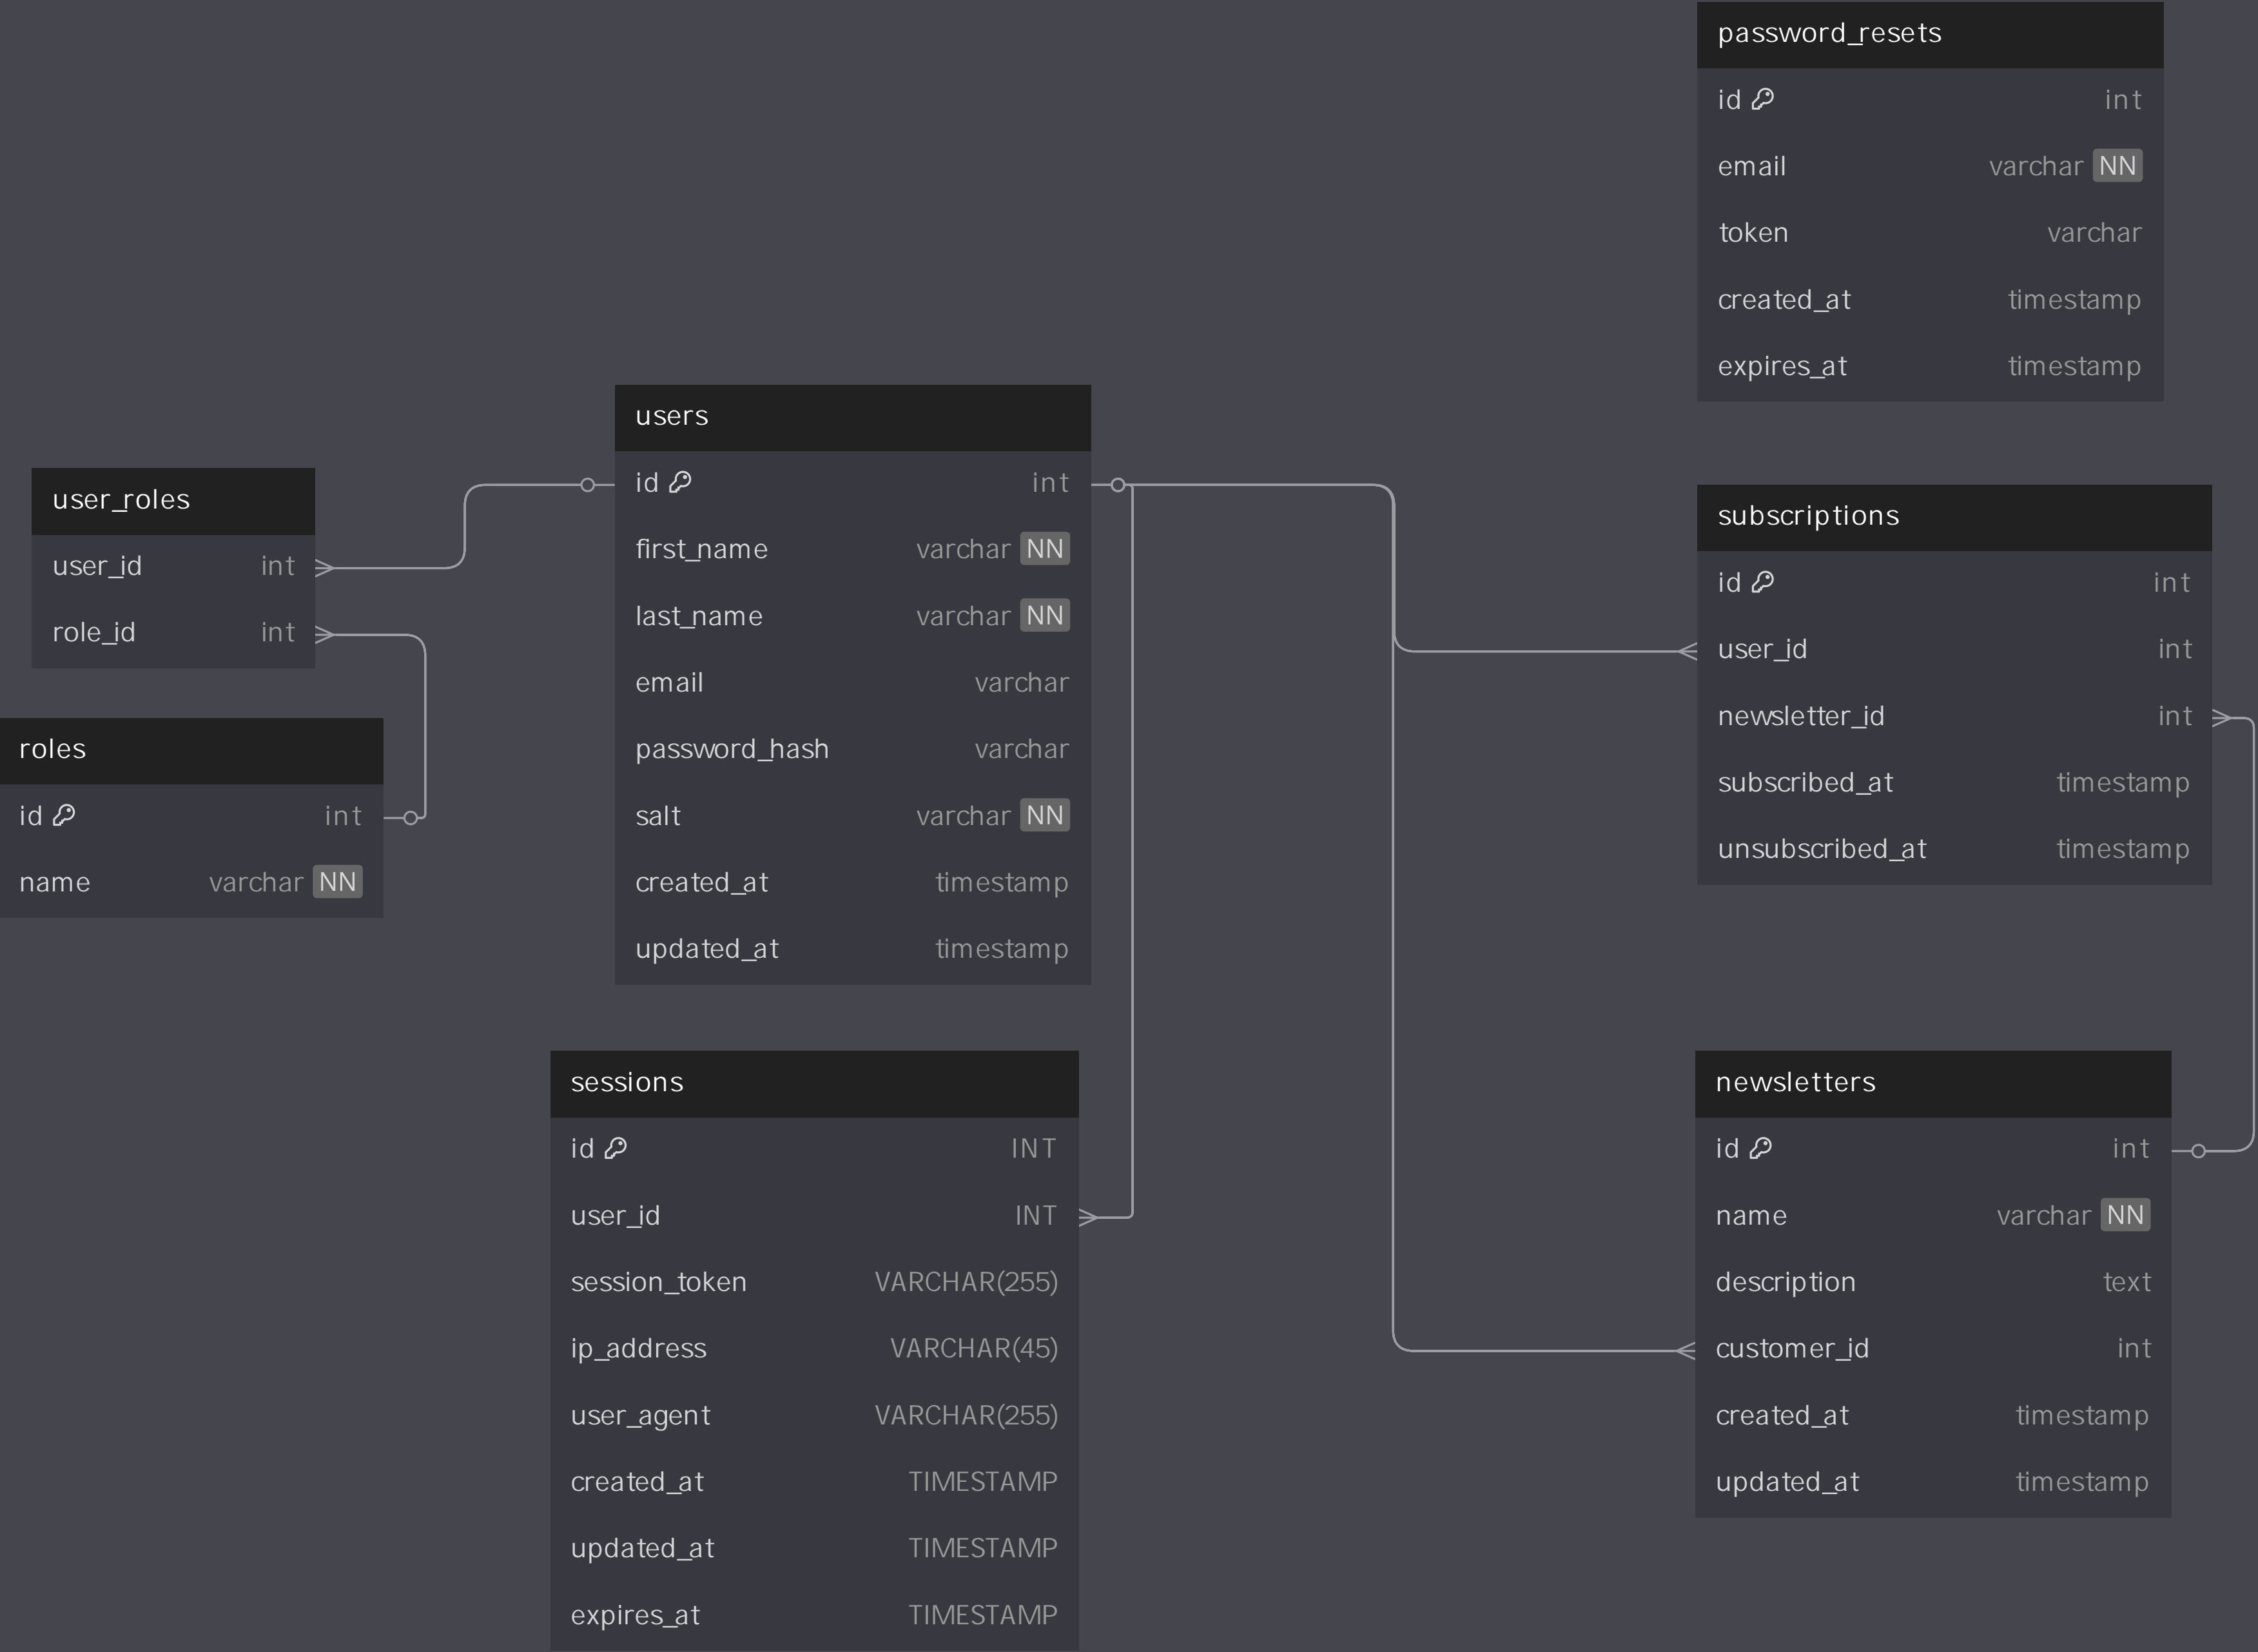 password_resets
id int
email varchar NN
token varchar
created_at timestamp
expires_at timestamp
users
id int
first_name varchar NN
last_name varchar NN
email varchar
password_hash varchar
salt varchar NN
created_at timestamp
updated_at timestamp
user_roles
user_id int
role_id int
roles
id int
name varchar NN
subscriptions
id int
user_id int
newsletter_id int
subscribed_at timestamp
unsubscribed_at timestamp
sessions
id INT
user_id INT
session_token VARCHAR(255)
ip_address VARCHAR(45)
user_agent VARCHAR(255)
created_at TIMESTAMP
updated_at TIMESTAMP
expires_at TIMESTAMP
newsletters
id int
name varchar NN
description text
customer_id int
created_at timestamp
updated_at timestamp